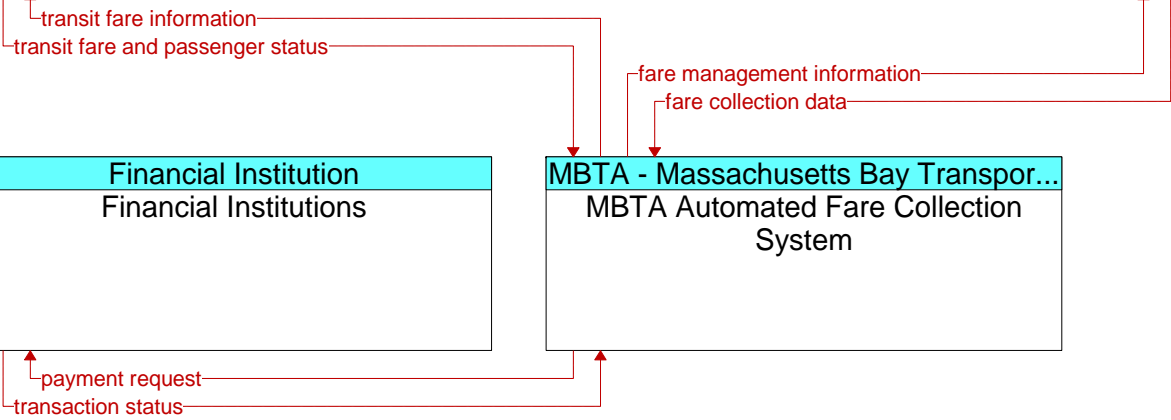 transit fare information
transit fare and passenger status
fare management information
fare collection data
Financial Institution
Financial Institutions
MBTA - Massachusetts Bay Transpor...
MBTA Automated Fare Collection
System
payment request
transaction status